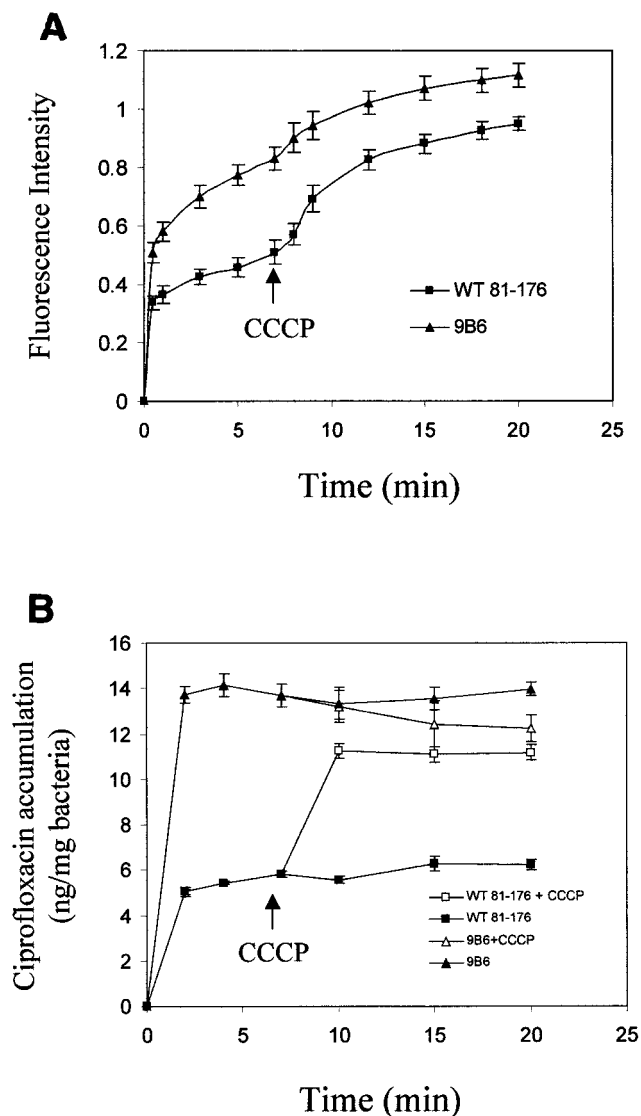 A
Fluorescence Intensity
1.2
1
0.8
0.6
0.4
0.2
0
CCCP
WT 81-176
9B6
0 5 10 15 20 25
Time (min)
B
Ciprofloxacin accumulation
(ng/mg bacteria)
16
14
12
10
8
6
4
2
0
CCCP
WT 81-176 + CCCP
WT 81-176
9B6+CCCP
9B6
0 5 10 15 20 25
Time (min)